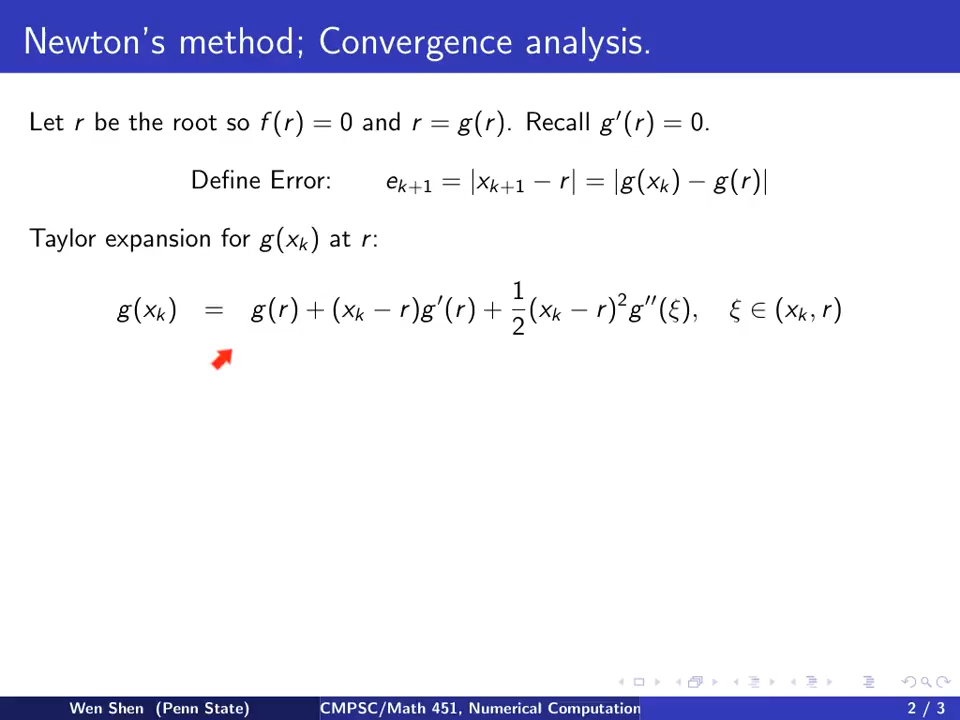 Newton's method; Convergence analysis.
Let r be the root so f(r) = 0 and r = g(r). Recall g′(r) = 0.
Define Error: e_{k+1} = |x_{k+1} − r| = |g(x_k) − g(r)|
Taylor expansion for g(x_k) at r:
g(x_k) = g(r) + (x_k − r)g′(r) + \frac{1}{2}(x_k − r)^2 g″(ξ), ξ ∈ (x_k, r)
Wen Shen (Penn State) CMPSC/Math 451, Numerical Computation 2 / 3